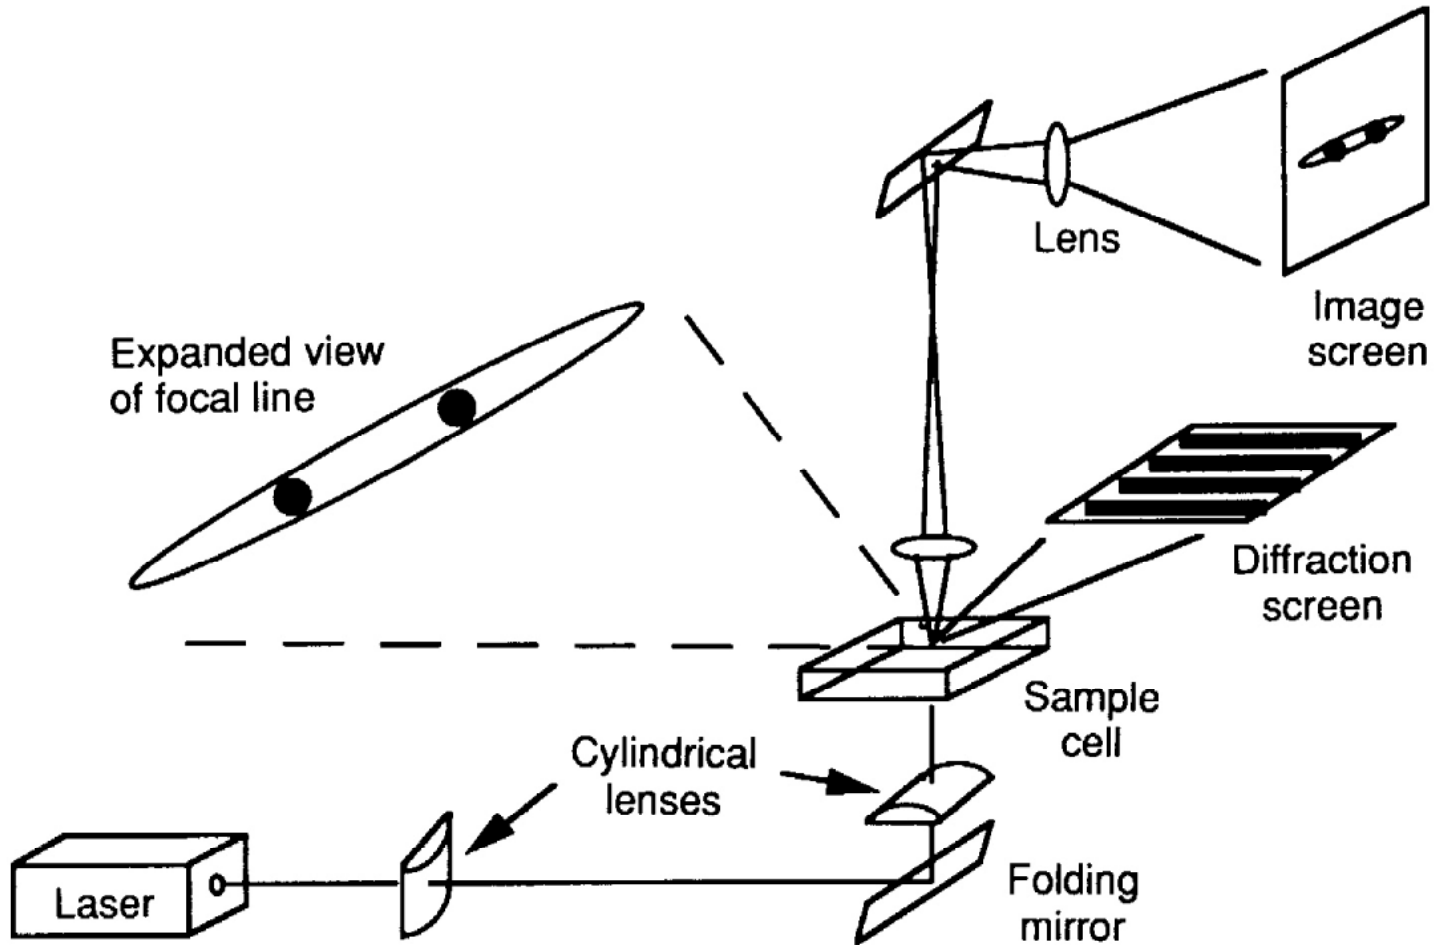 Lens
Image
screen
Expanded view
of focal line
Diffraction
screen
Sample
cell
Cylindrical
lenses
Laser
Folding
mirror